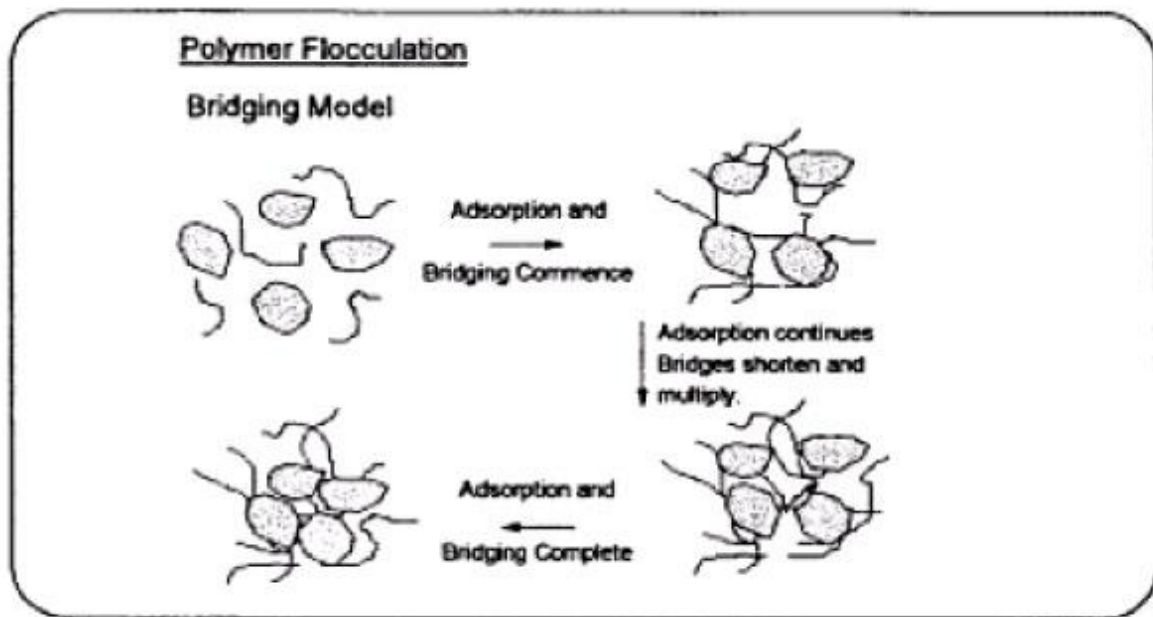 Polymer Flocculation
Bridging Model
Adsorption and
Bridging Commence
Adsorption continues
Bridges shorten and
multiply.
Adsorption and
Bridging Complete